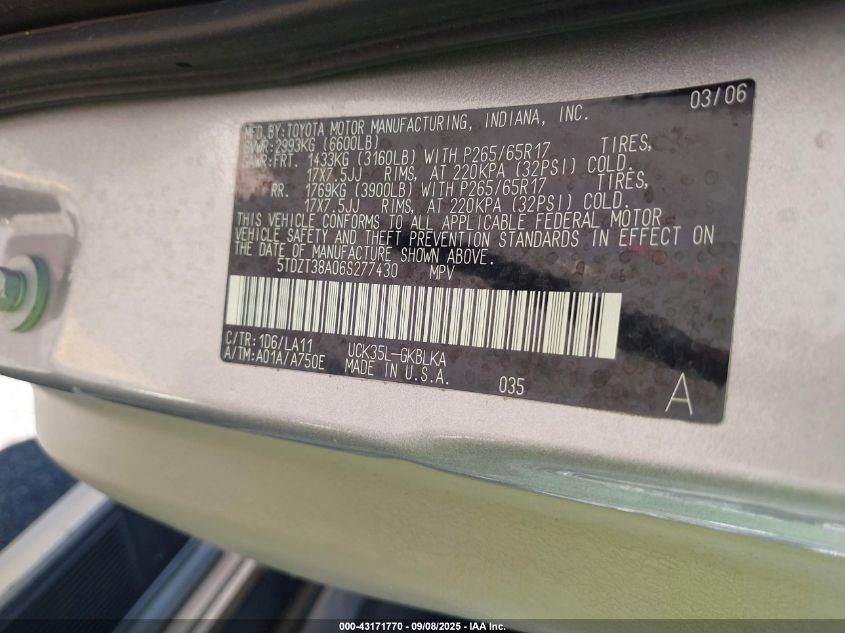 03/06
MFD.BY:TOYOTA MOTOR MANUFACTURING, INDIANA, INC.
GVWR:2993KG (6600LB)
GAWR:FRT. 1433KG (3160LB) WITH P265/65R17 TIRES,
17X7.5JJ RIMS, AT 220KPA (32PSI) COLD.
RR. 1769KG (3900LB) WITH P265/65R17 TIRES,
17X7.5JJ RIMS, AT 220KPA (32PSI) COLD.
THIS VEHICLE CONFORMS TO ALL APPLICABLE FEDERAL MOTOR
VEHICLE SAFETY AND THEFT PREVENTION STANDARDS IN EFFECT ON
THE DATE OF MANUFACTURE SHOWN ABOVE.
5TDZT38A06S277430 MPV
C/TR:1D6/LA11 UCK35L-GKBLKA
A/TM:A01A/A750E MADE IN U.S.A. 035
A
000-43171770 - 09/08/2025 - IAA Inc.